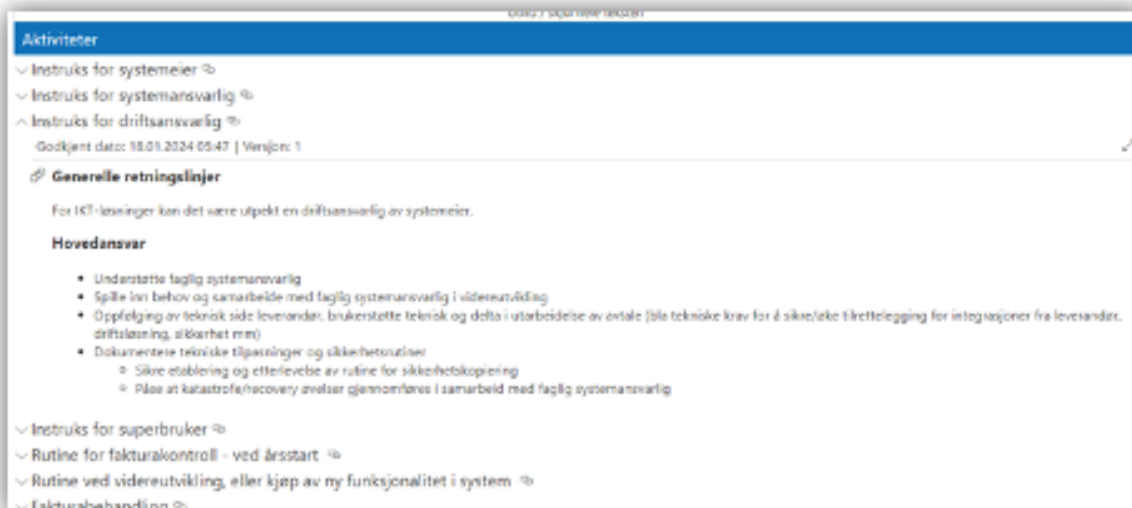 Aktiviteter
Instruks for systemeier
Instruks for systemansvarlig
Instruks for driftsansvarlig
Godkjent dato: 18.01.2024 05:47 | Versjon: 1
Generelle retningslinjer
For IKT-løsninger kan det være utpekt en driftsansvarlig av systemeier.
Hovedansvar
• Understøtte faglig systemansvarlig
• Spille inn behov og samarbeide med faglig systemansvarlig i videreutvikling
• Oppfølging av teknisk side leverandør, brukerstøtte teknisk og delta i utarbeidelse av avtale (bla tekniske krav for å sikre/øke tilrettelegging for integrasjoner fra leverandør,
driftsløsning, sikkerhet mm)
• Dokumentere tekniske tilpasninger og sikkerhetsrutiner
○ Sikre etablering og etterlevelse av rutine for sikkerhetskopiering
○ Påse at katastrofe/recovery øvelser gjennomføres i samarbeid med faglig systemansvarlig
Instruks for superbruker
Rutine for fakturakontroll - ved årsstart
Rutine ved videreutvikling, eller kjøp av ny funksjonalitet i system
Fakturabehandling